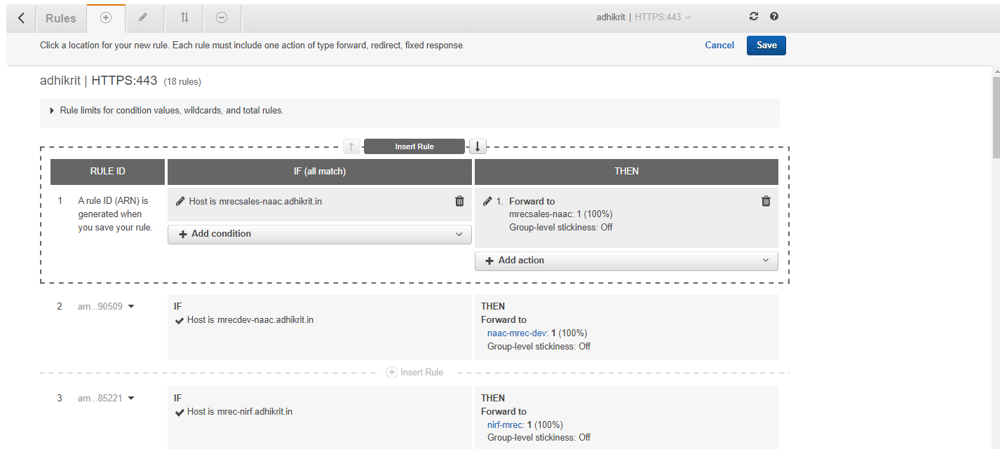 Rules
adhikrit | HTTPS:443
Click a location for your new rule. Each rule must include one action of type forward, redirect, fixed response.
Cancel
Save
adhikrit | HTTPS:443 (18 rules)
Rule limits for condition values, wildcards, and total rules.
Insert Rule
RULE ID
IF (all match)
THEN
1
A rule ID (ARN) is
generated when
you save your rule.
Host is mrecsales-naac.adhikrit.in
Add condition
1. Forward to
mrecsales-naac: 1 (100%)
Group-level stickiness: Off
Add action
2
arn...90509
IF
Host is mrecdev-naac.adhikrit.in
THEN
Forward to
naac-mrec-dev: 1 (100%)
Group-level stickiness: Off
Insert Rule
3
arn...85221
IF
Host is mrec-nirf.adhikrit.in
THEN
Forward to
nirf-mrec: 1 (100%)
Group-level stickiness: Off